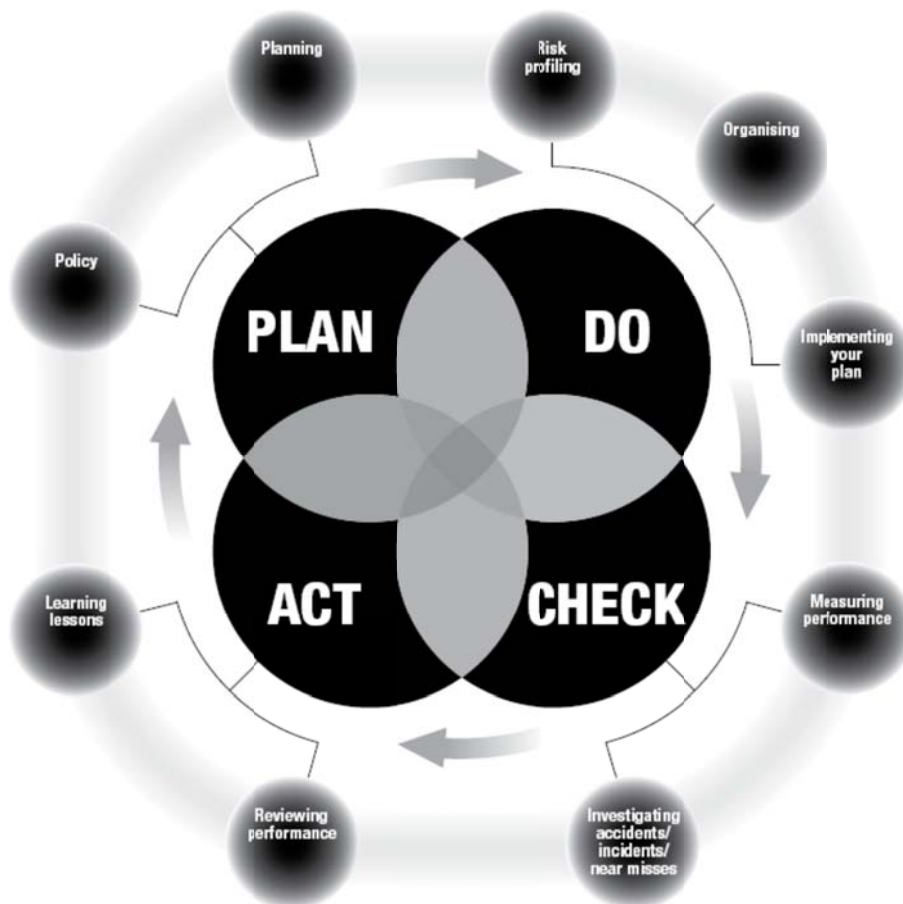 Planning
Risk
profiling
Organising
Policy
PLAN
DO
Implementing
your
plan
ACT
CHECK
Learning
lessons
Measuring
performance
Reviewing
performance
Investigating
accidents/
incidents/
near misses